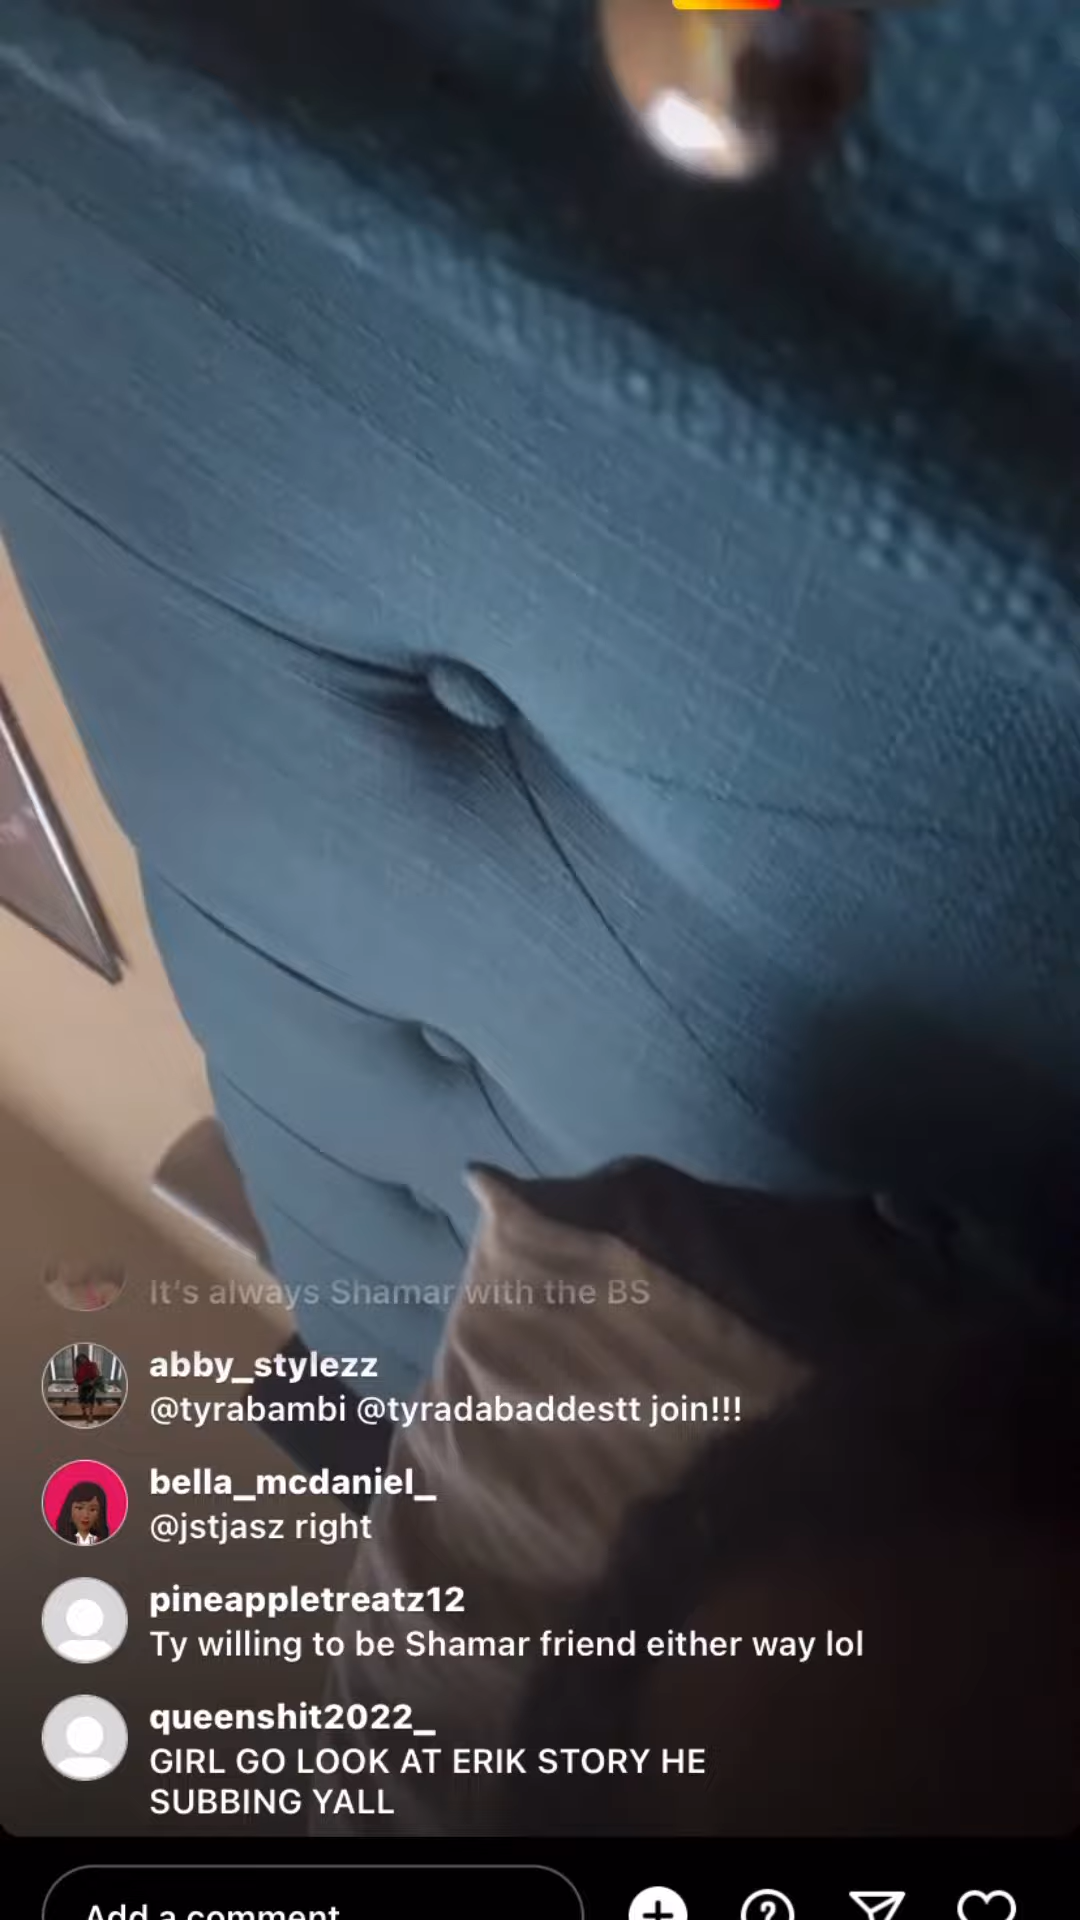 It's always Shamar with the BS
abby_stylezz
@tyrabambi @tyradabaddestt join!!!
bella_mcdaniel_
@jstjasz right
pineappletreatz12
Ty willing to be Shamar friend either way lol
queenshit2022_
GIRL GO LOOK AT ERIK STORY HE
SUBBING YALL
Add a comment